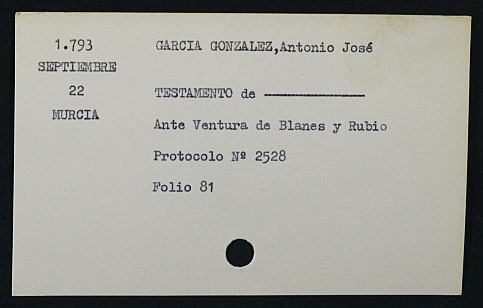 1.793
SEPTIEMBRE
22
MURCIA
GARCIA GONZALEZ,Antonio José
TESTAMENTO de ---------------
Ante Ventura de Blanes y Rubio
Protocolo Nº 2528
Folio 81